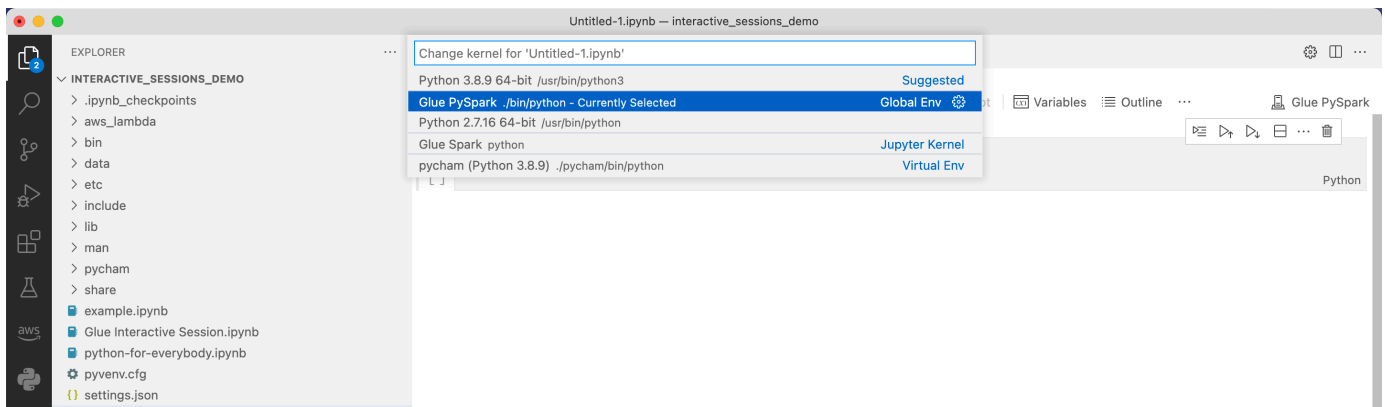 Untitled-1.ipynb — interactive_sessions_demo
EXPLORER ...
Change kernel for 'Untitled-1.ipynb'
Python 3.8.9 64-bit /usr/bin/python3 Suggested
Glue PySpark ./bin/python - Currently Selected Global Env
Python 2.7.16 64-bit /usr/bin/python
Glue Spark python Jupyter Kernel
pycham (Python 3.8.9) ./pycham/bin/python Virtual Env
Variables Outline ... Glue PySpark
[ ] Python
2
INTERACTIVE_SESSIONS_DEMO
.ipynb_checkpoints
aws_lambda
bin
data
etc
include
lib
man
pycham
share
example.ipynb
aws
Glue Interactive Session.ipynb
python-for-everybody.ipynb
pyvenv.cfg
{} settings.json